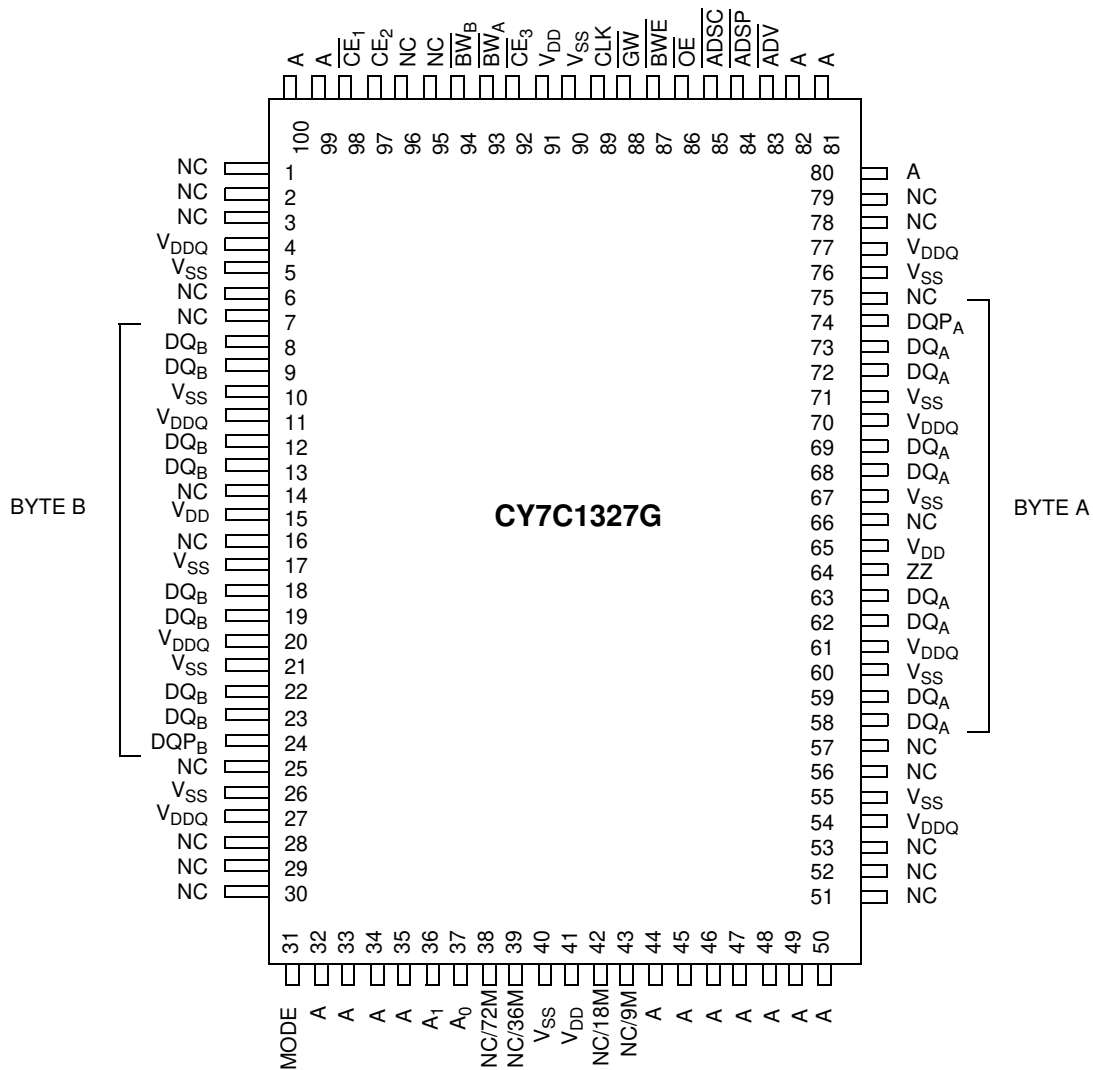 A A CE1 CE2 NC NC BWB BWA CE3 VDD VSS CLK GW BWE OE ADSC ADSP ADV A A
100 99 98 97 96 95 94 93 92 91 90 89 88 87 86 85 84 83 82 81
NC 1 80 A
NC 2 79 NC
NC 3 78 NC
VDDQ 4 77 VDDQ
VSS 5 76 VSS
NC 6 75 NC
NC 7 74 DQPA
DQB 8 73 DQA
DQB 9 72 DQA
VSS 10 71 VSS
VDDQ 11 70 VDDQ
DQB 12 69 DQA
DQB 13 68 DQA
NC 14 67 VSS
BYTE B VDD 15 CY7C1327G 66 NC BYTE A
NC 16 65 VDD
VSS 17 64 ZZ
DQB 18 63 DQA
DQB 19 62 DQA
VDDQ 20 61 VDDQ
VSS 21 60 VSS
DQB 22 59 DQA
DQB 23 58 DQA
DQPB 24 57 NC
NC 25 56 NC
VSS 26 55 VSS
VDDQ 27 54 VDDQ
NC 28 53 NC
NC 29 52 NC
NC 30 51 NC
31 32 33 34 35 36 37 38 39 40 41 42 43 44 45 46 47 48 49 50
MODE A A A A A1 A0 NC/72M NC/36M VSS VDD NC/18M NC/9M A A A A A A A